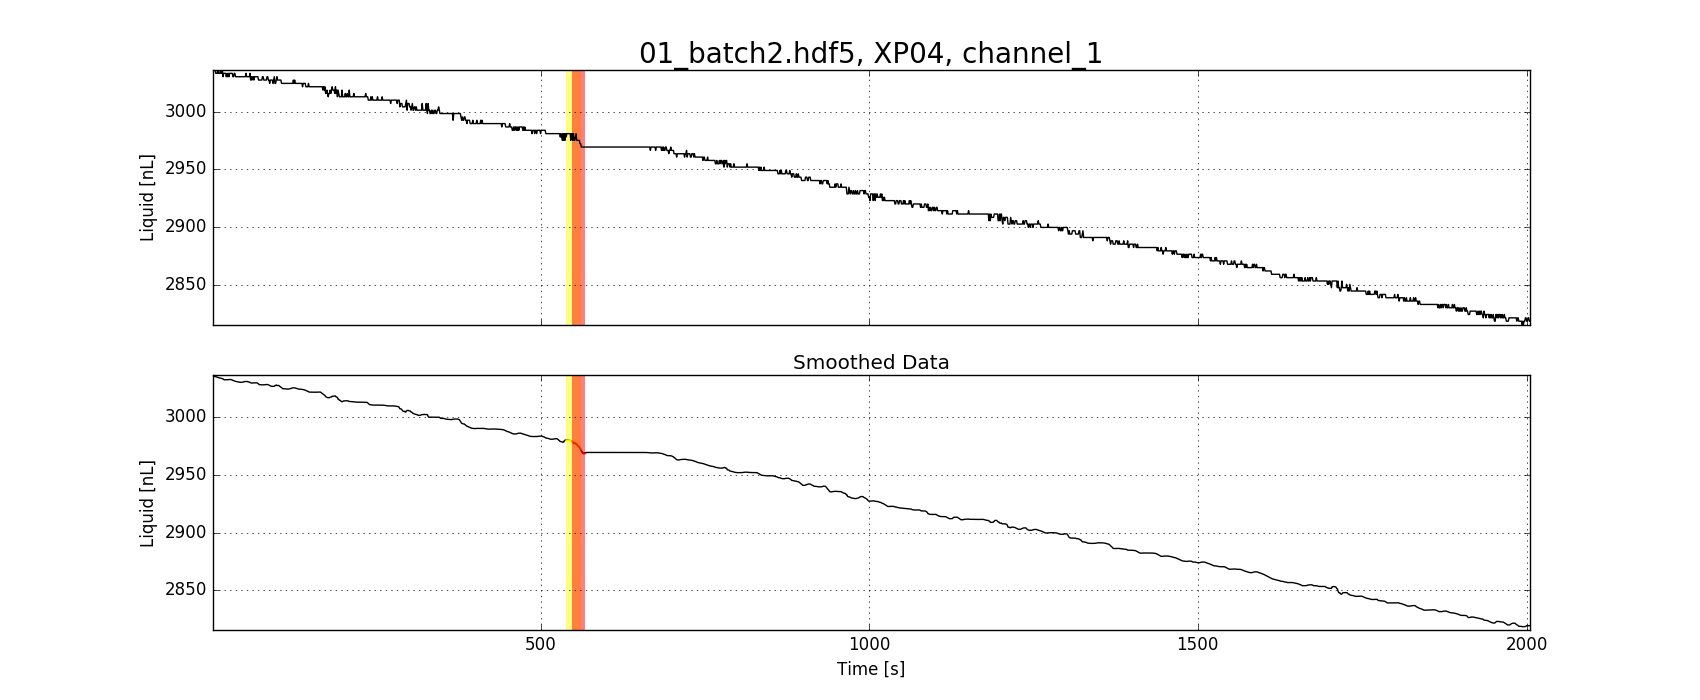 01_batch2.hdf5, XP04, channel_1
3000
2950
2900
2850
Liquid [nL]
Smoothed Data
3000
2950
2900
2850
Liquid [nL]
500 1000 1500 2000
Time [s]